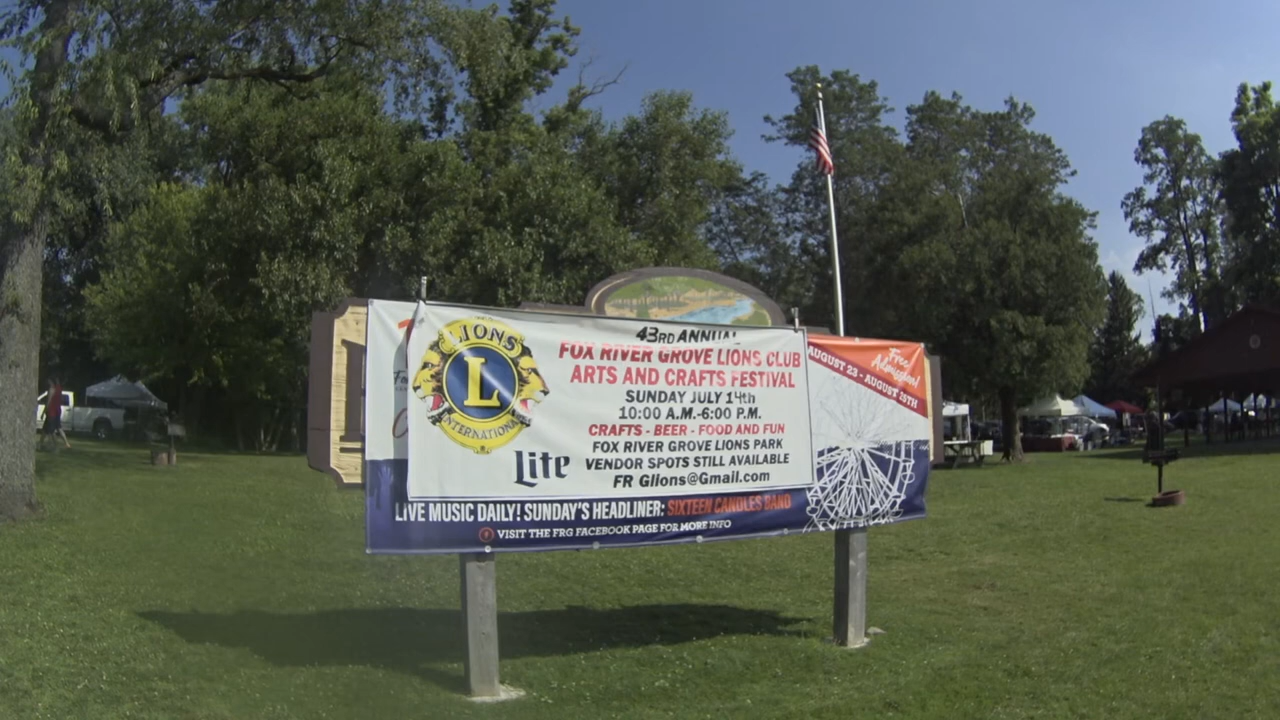 LIONS
L
INTERNATIONAL
43RD ANNUAL
FOX RIVER GROVE LIONS CLUB
ARTS AND CRAFTS FESTIVAL
SUNDAY JULY 14th
10:00 A.M.-6:00 P.M.
CRAFTS - BEER - FOOD AND FUN
FOX RIVER GROVE LIONS PARK
Lite
VENDOR SPOTS STILL AVAILABLE
FR Glions@Gmail.com
Free
Admission!
AUGUST 23 - AUGUST 25TH
LIVE MUSIC DAILY! SUNDAY'S HEADLINER: SIXTEEN CANDLES BAND
VISIT THE FRG FACEBOOK PAGE FOR MORE INFO